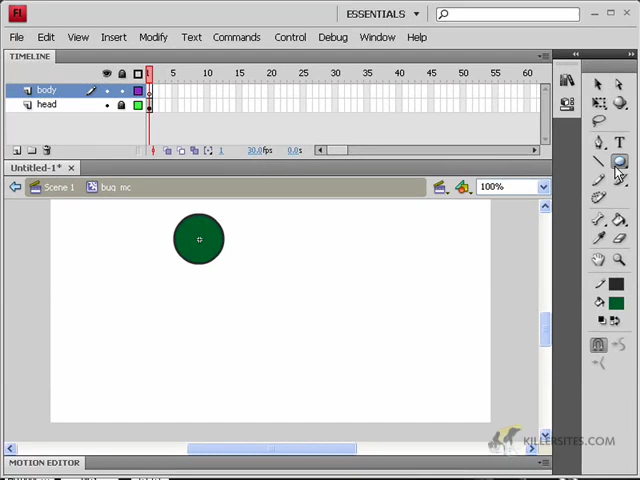 Fl
ESSENTIALS
File Edit View Insert Modify Text Commands Control Debug Window Help
TIMELINE
1 5 10 15 20 25 30 35 40 45 50 55 60
body
head
1 30.0fps 0.0s
Untitled-1*
Scene 1 bug mc 100%
KILLERSITES.COM
MOTION EDITOR